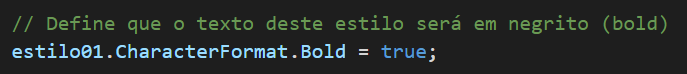 // Define que o texto deste estilo será em negrito (bold)
estilo01.CharacterFormat.Bold = true;